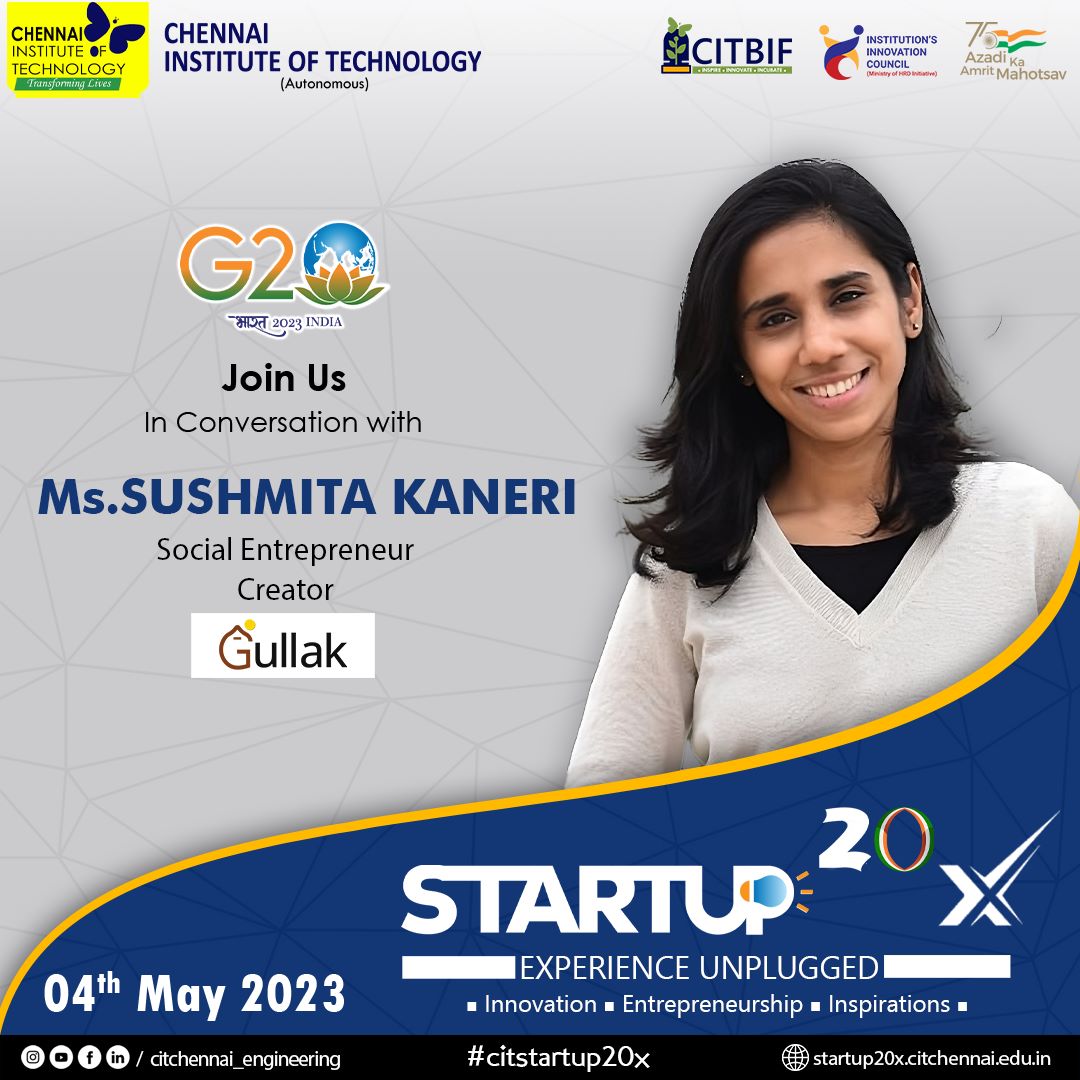 CHENNAI
INSTITUTE OF
TECHNOLOGY
Transforming Lives
CHENNAI
INSTITUTE OF TECHNOLOGY
(Autonomous)
CITBIF
• INSPIRE • INNOVATE • INCUBATE •
INSTITUTION'S
INNOVATION
COUNCIL
(Ministry of HRD Initiative)
75
Azadi Ka
Amrit Mahotsav
G20
भारत 2023 INDIA
Join Us
In Conversation with
Ms.SUSHMITA KANERI
Social Entrepreneur
Creator
Gullak
STARTUP 20 X
EXPERIENCE UNPLUGGED
▪ Innovation ▪ Entrepreneurship ▪ Inspirations ▪
04th May 2023
/ citchennai_engineering
#citstartup20x
startup20x.citchennai.edu.in